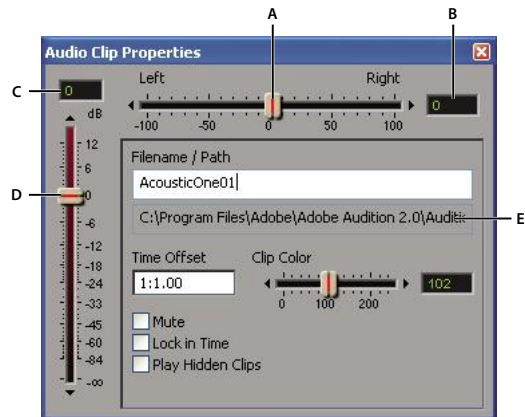 A
B
Audio Clip Properties
C
0
Left
Right
0
dB
-100 -50 0 50 100
12
6
D
0
-6
-12
-18
-24
-33
-45
-60
-84
-∞
Filename / Path
AcousticOne01
C:\Program Files\Adobe\Adobe Audition 2.0\Audit
E
Time Offset
Clip Color
1:1.00
102
0 100 200
Mute
Lock in Time
Play Hidden Clips